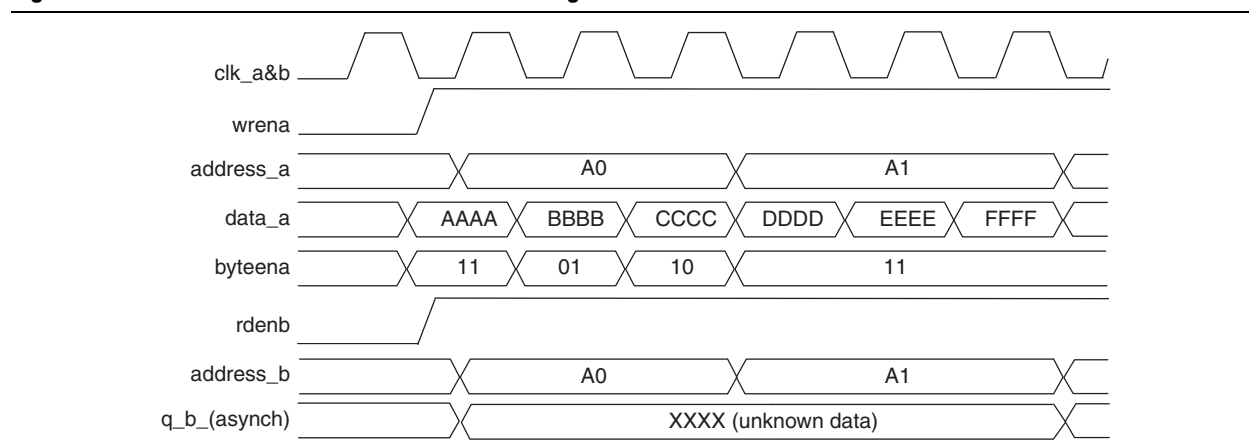 clk_a&b
wrena
address_a A0 A1
data_a AAAA BBBB CCCC DDDD EEEE FFFF
byteena 11 01 10 11
rdenb
address_b A0 A1
q_b_(asynch) XXXX (unknown data)